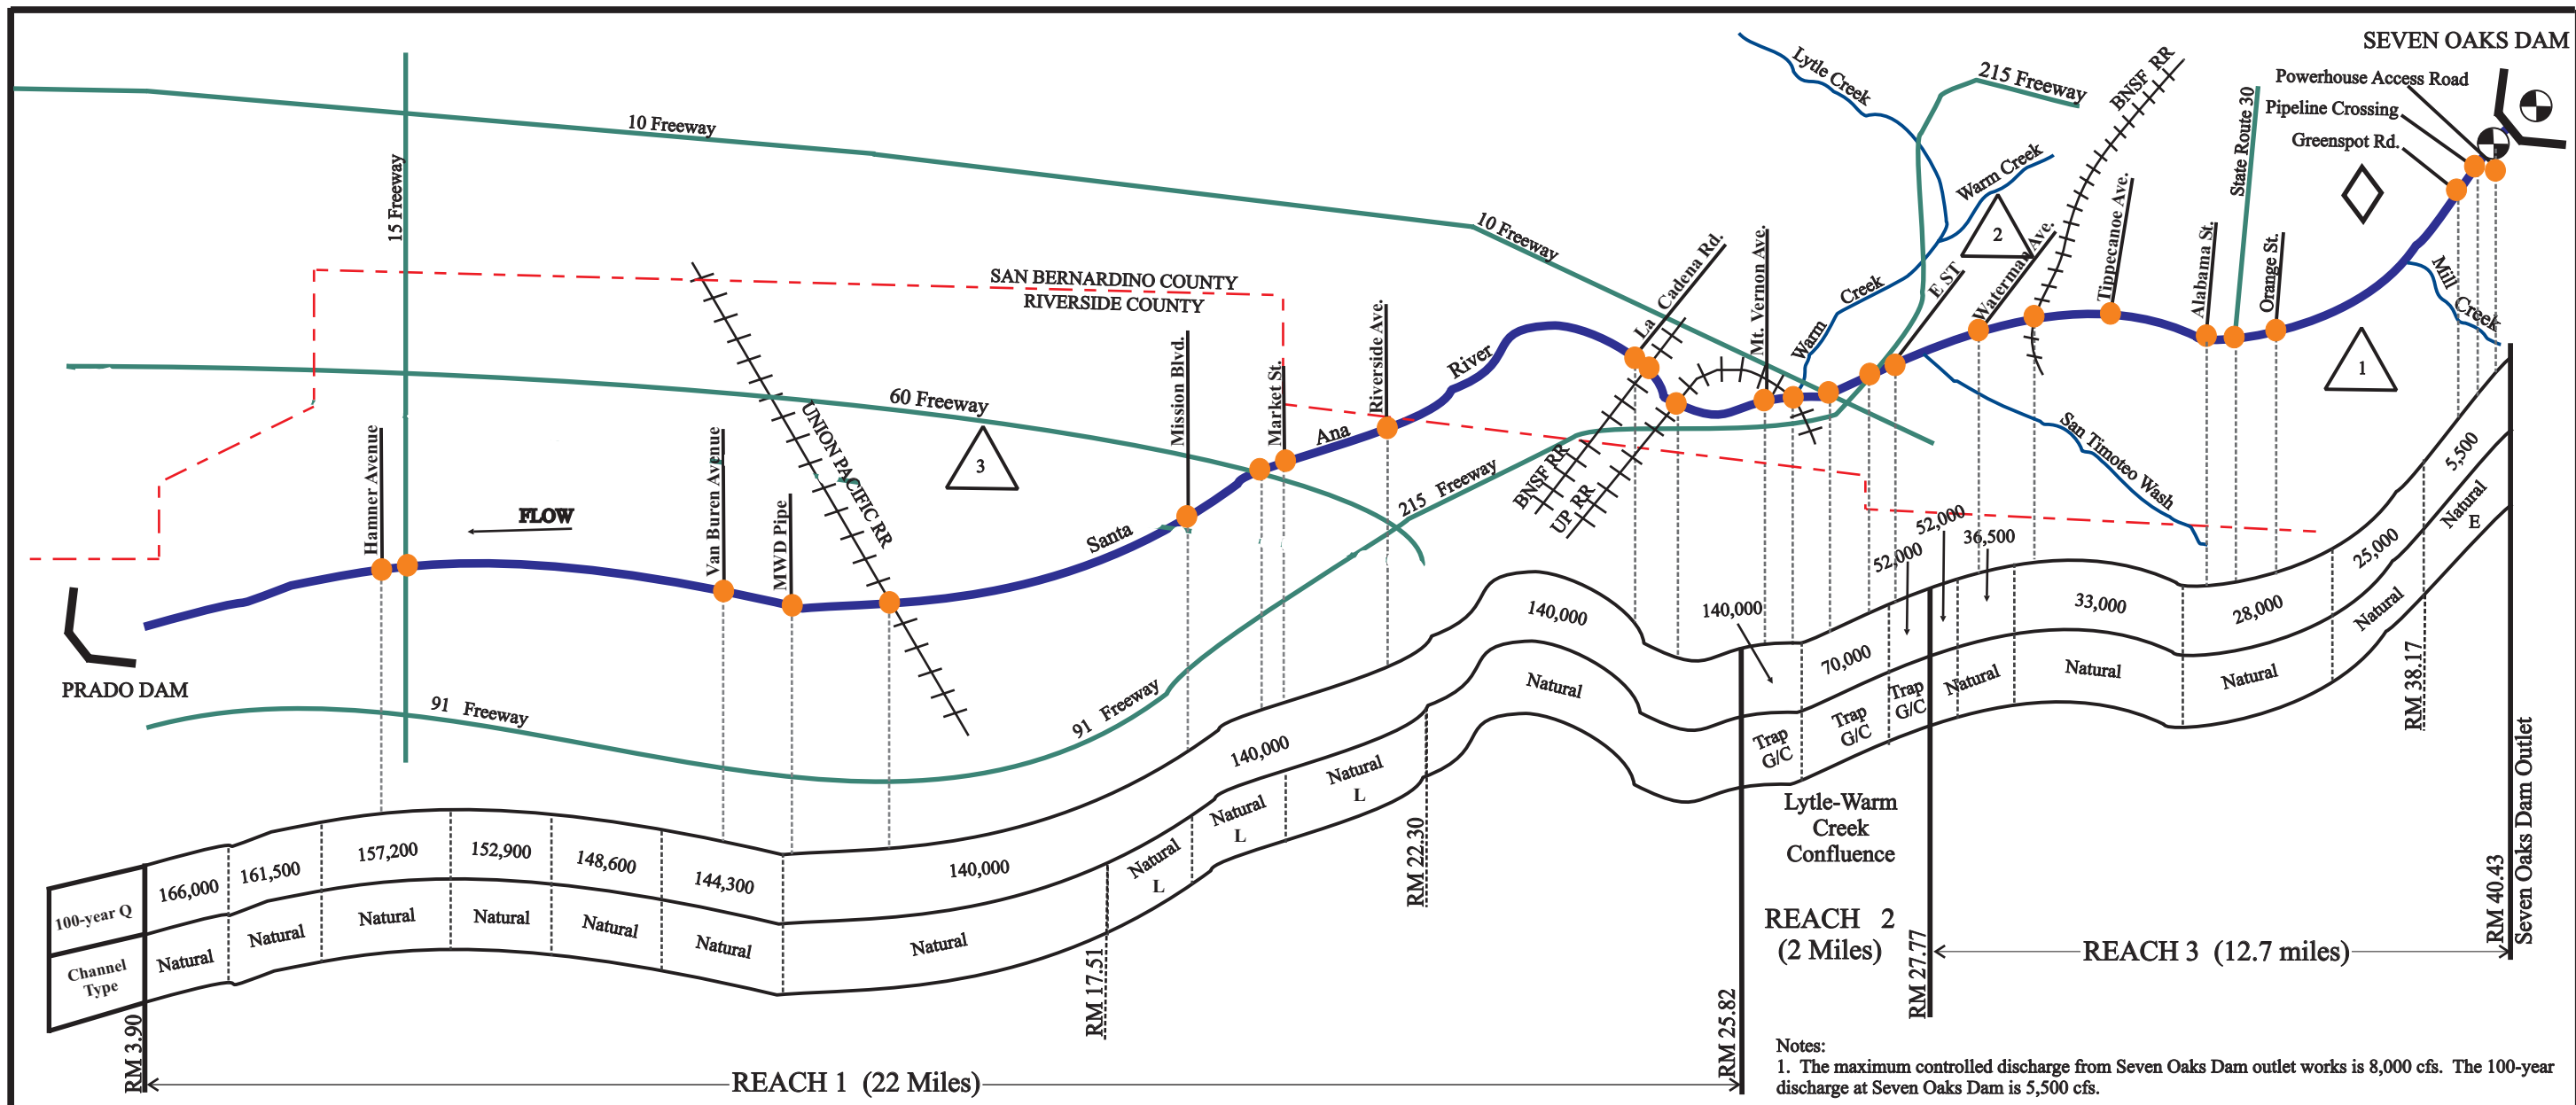 SEVEN OAKS DAM
Powerhouse Access Road
Pipeline Crossing
Greenspot Rd.
State Route 30
BNSF RR
215 Freeway
Lytle Creek
Warm Creek
10 Freeway
15 Freeway
10 Freeway
2
Waterman Ave.
Tippecanoe Ave.
Alabama St.
Orange St.
Mill Creek
1
SAN BERNARDINO COUNTY
RIVERSIDE COUNTY
La Cadena Rd.
Mt. Vernon Ave.
Warm Creek
E ST
Mission Blvd.
Market St.
Riverside Ave.
Santa Ana River
60 Freeway
3
UNION PACIFIC RR
Hamner Avenue
Van Buren Avenue
MWD Pipe
FLOW
BNSF RR
UP RR
215 Freeway
San Timoteo Wash
PRADO DAM
91 Freeway
91 Freeway
100-year Q
166,000
161,500
157,200
152,900
148,600
144,300
140,000
140,000
140,000
140,000
70,000
52,000
52,000
36,500
33,000
28,000
25,000
5,500
Channel
Type
Natural
Natural
Natural
Natural
Natural
Natural
Natural
Natural
L
Natural
L
Natural
L
Natural
Trap
G/C
Trap
G/C
Trap
G/C
Natural
Natural
Natural
Natural
Natural
E
Lytle-Warm
Creek
Confluence
RM 3.90
RM 17.51
RM 22.30
RM 25.82
RM 27.77
RM 38.17
RM 40.43
Seven Oaks Dam Outlet
REACH 1 (22 Miles)
REACH 2
(2 Miles)
REACH 3 (12.7 miles)
Notes:
1. The maximum controlled discharge from Seven Oaks Dam outlet works is 8,000 cfs. The 100-year
discharge at Seven Oaks Dam is 5,500 cfs.